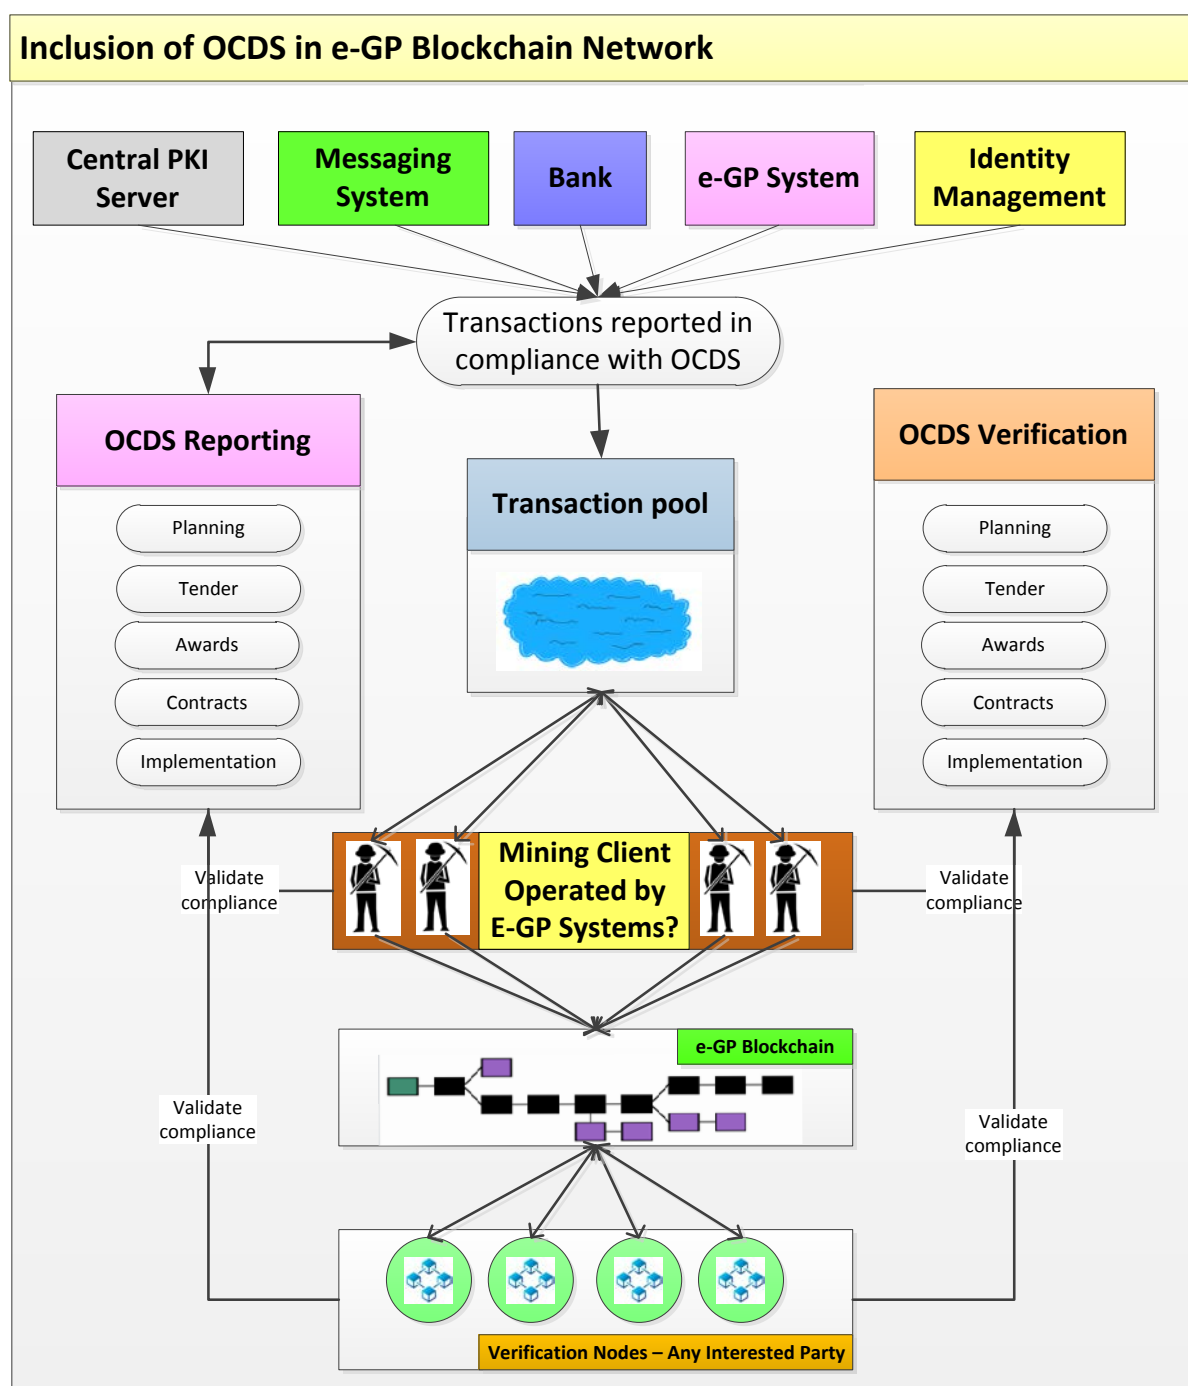 Inclusion of OCDS in e-GP Blockchain Network
Central PKI
Server
Messaging
System
Bank
e-GP System
Identity
Management
Transactions reported in
compliance with OCDS
OCDS Reporting
Planning
Tender
Awards
Contracts
Implementation
Transaction pool
OCDS Verification
Planning
Tender
Awards
Contracts
Implementation
Validate
compliance
Mining Client
Operated by
E-GP Systems?
Validate
compliance
e-GP Blockchain
Validate
compliance
Validate
compliance
Verification Nodes – Any Interested Party